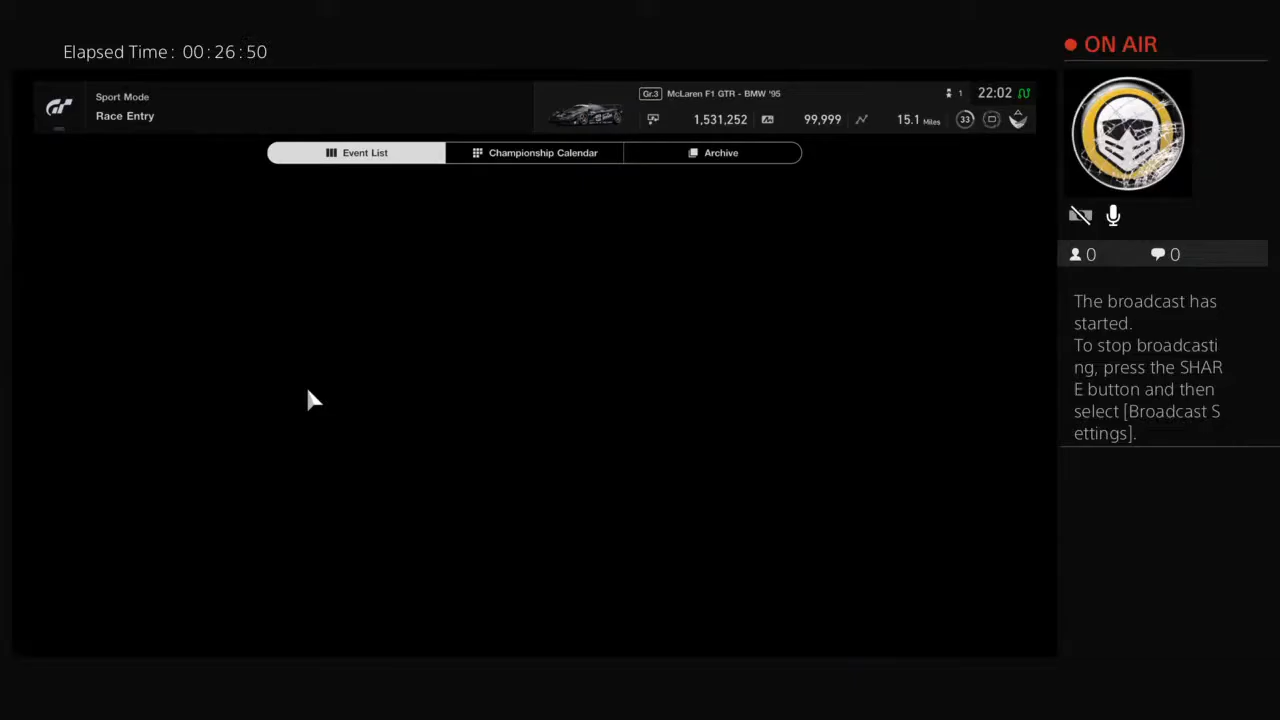 Elapsed Time: 00:26:50
ON AIR
Sport Mode
Race Entry
Gr.3 McLaren F1 GTR - BMW '95
1 22:02
1,531,252 99,999 15.1 Miles 33
Event List Championship Calendar Archive
0 0
The broadcast has
started.
To stop broadcasti
ng, press the SHAR
E button and then
select [Broadcast S
ettings].